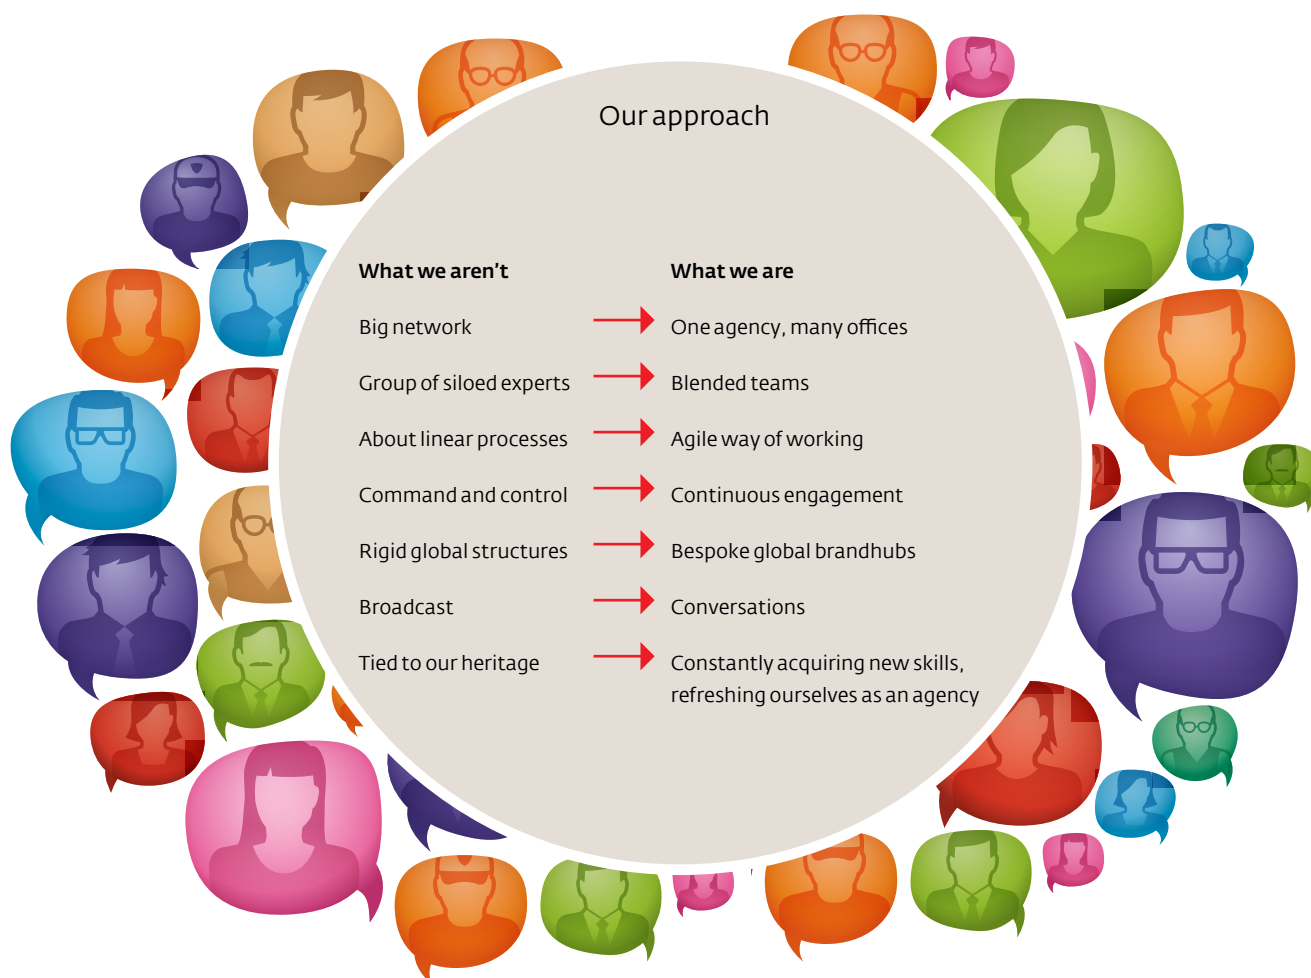 Our approach
What we aren't What we are
Big network One agency, many offices
Group of siloed experts Blended teams
About linear processes Agile way of working
Command and control Continuous engagement
Rigid global structures Bespoke global brandhubs
Broadcast Conversations
Tied to our heritage Constantly acquiring new skills,
refreshing ourselves as an agency